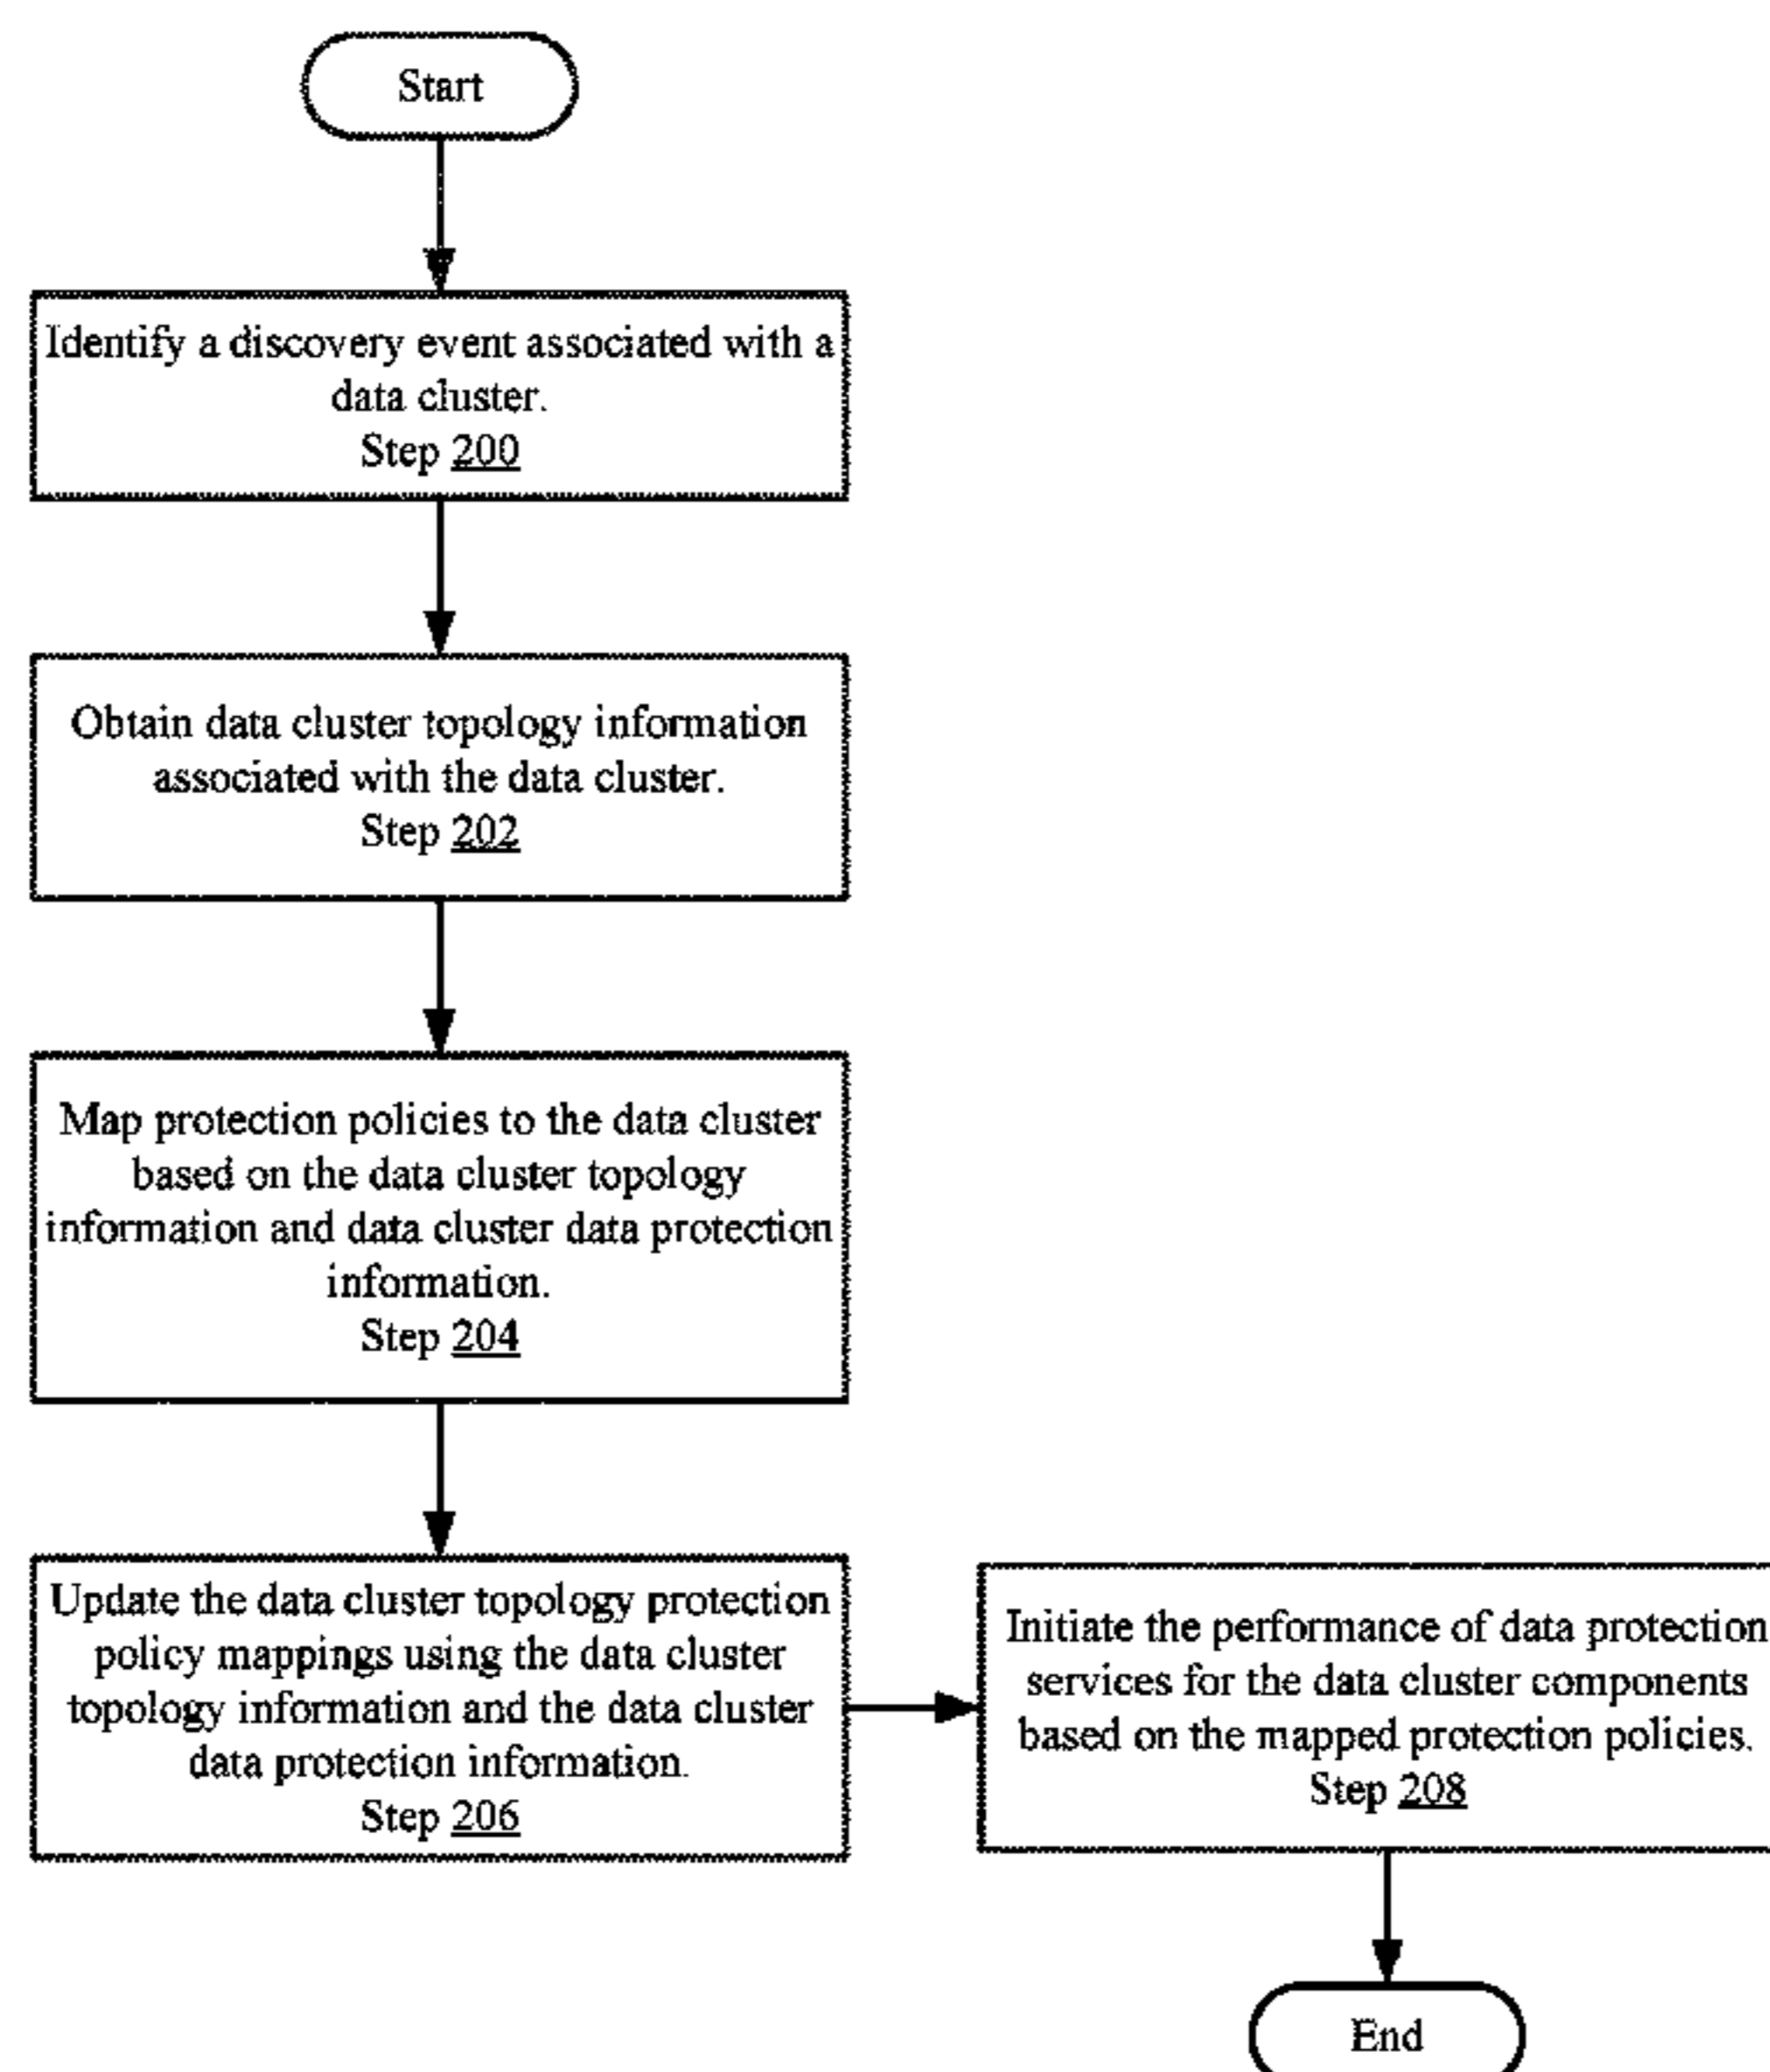 Start
Identify a discovery event associated with a
data cluster.
Step 200
Obtain data cluster topology information
associated with the data cluster.
Step 202
Map protection policies to the data cluster
based on the data cluster topology
information and data cluster data protection
information.
Step 204
Update the data cluster topology protection
policy mappings using the data cluster
topology information and the data cluster
data protection information.
Step 206
Initiate the performance of data protection
services for the data cluster components
based on the mapped protection policies.
Step 208
End